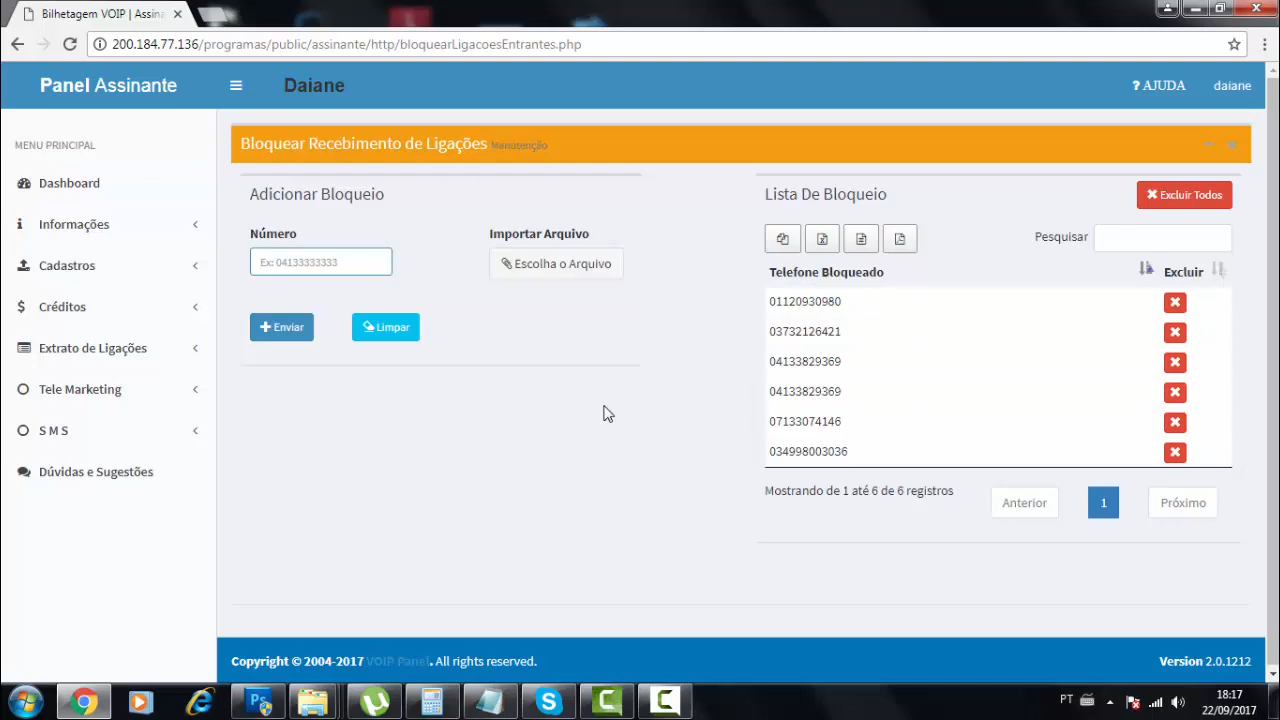 Bilhetagem VOIP | Assina
200.184.77.136/programas/public/assinante/http/bloquearLigacoesEntrantes.php
Panel Assinante
Daiane
? AJUDA
daiane
MENU PRINCIPAL
Dashboard
Informações
Cadastros
Créditos
Extrato de Ligações
Tele Marketing
S M S
Dúvidas e Sugestões
Bloquear Recebimento de Ligações Manutenção
Adicionar Bloqueio
Número
Ex: 04133333333
Importar Arquivo
Escolha o Arquivo
Enviar
Limpar
Lista De Bloqueio
Excluir Todos
Pesquisar
Telefone Bloqueado
Excluir
01120930980
03732126421
04133829369
04133829369
07133074146
034998003036
Mostrando de 1 até 6 de 6 registros
Anterior
1
Próximo
Copyright © 2004-2017 VOIP Panel. All rights reserved.
Version 2.0.1212
PT
18:17
22/09/2017